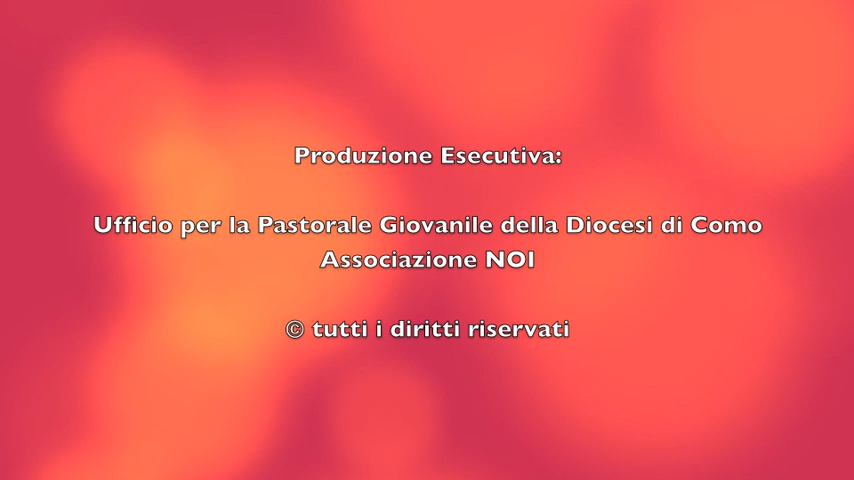 Produzione Esecutiva:
Ufficio per la Pastorale Giovanile della Diocesi di Como
Associazione NOI
© tutti i diritti riservati